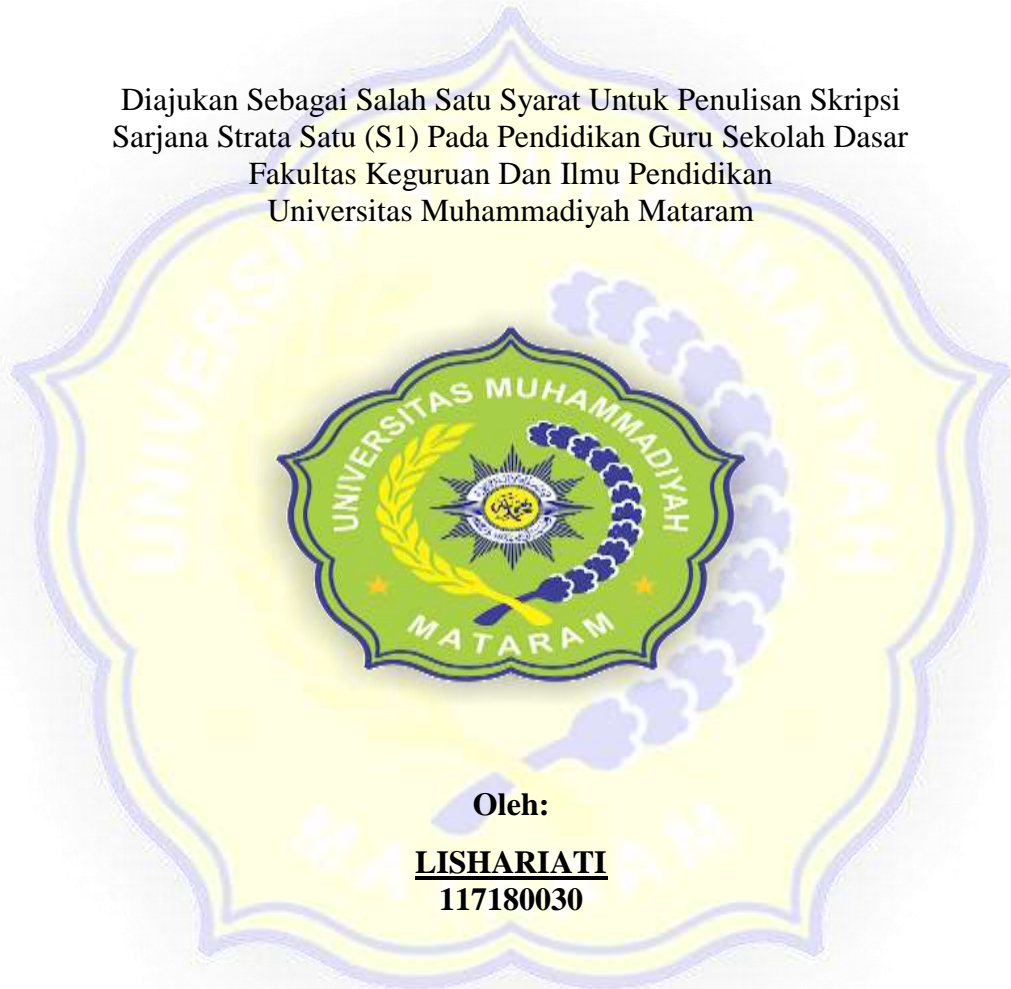 Diajukan Sebagai Salah Satu Syarat Untuk Penulisan Skripsi
Sarjana Strata Satu (S1) Pada Pendidikan Guru Sekolah Dasar
Fakultas Keguruan Dan Ilmu Pendidikan
Universitas Muhammadiyah Mataram
UNIVERSITAS MUHAMMADIYAH
MATARAM
Oleh:
LISHARIATI
117180030